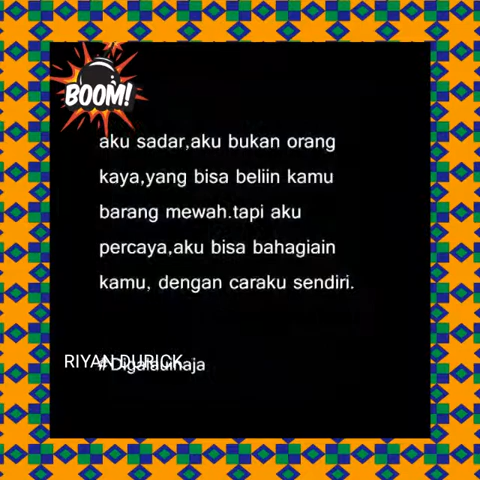 BOOM!
aku sadar,aku bukan orang
kaya,yang bisa beliin kamu
barang mewah.tapi aku
percaya,aku bisa bahagiain
kamu, dengan caraku sendiri.
RIYAN DURICK
#Digalauinaja